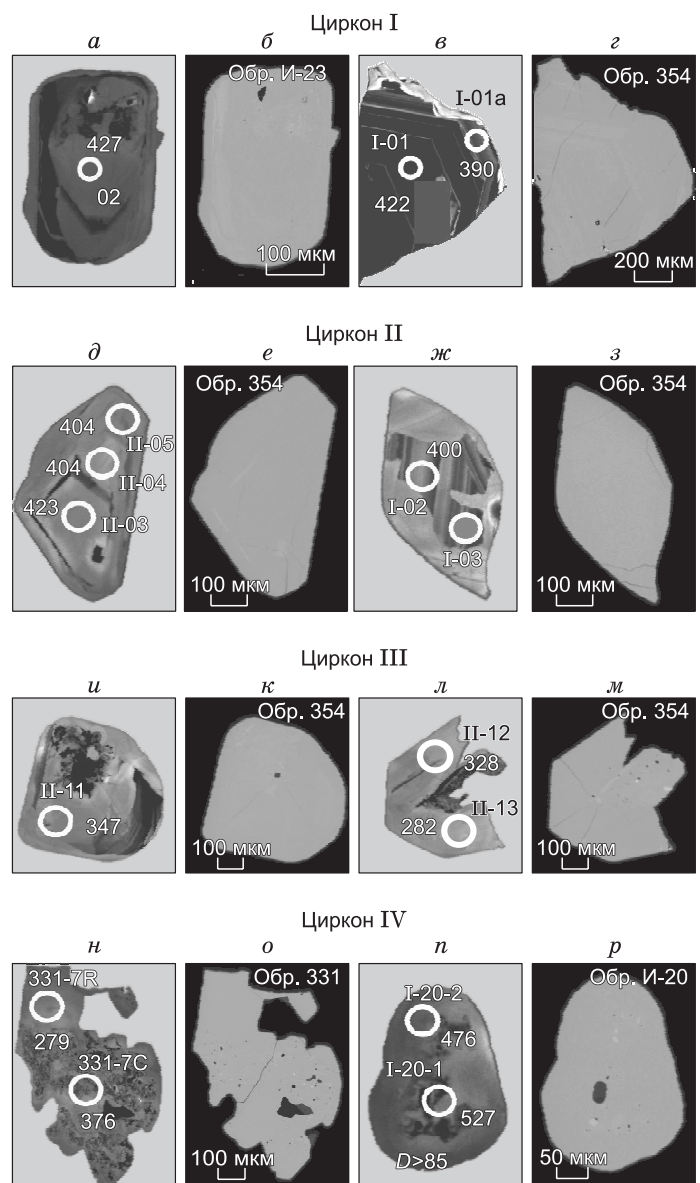 Циркон I
а б в г
Обр. И-23
427
02
100 мкм
I-01a
I-01
390
422
Обр. 354
200 мкм
Циркон II
д е ж з
404
II-05
404
II-04
423
II-03
Обр. 354
100 мкм
400
I-02
I-03
Обр. 354
100 мкм
Циркон III
и к л м
II-11
347
Обр. 354
100 мкм
II-12
328
II-13
282
Обр. 354
100 мкм
Циркон IV
н о п р
331-7R
279
331-7C
376
Обр. 331
100 мкм
I-20-2
476
I-20-1
527
D>85
Обр. И-20
50 мкм